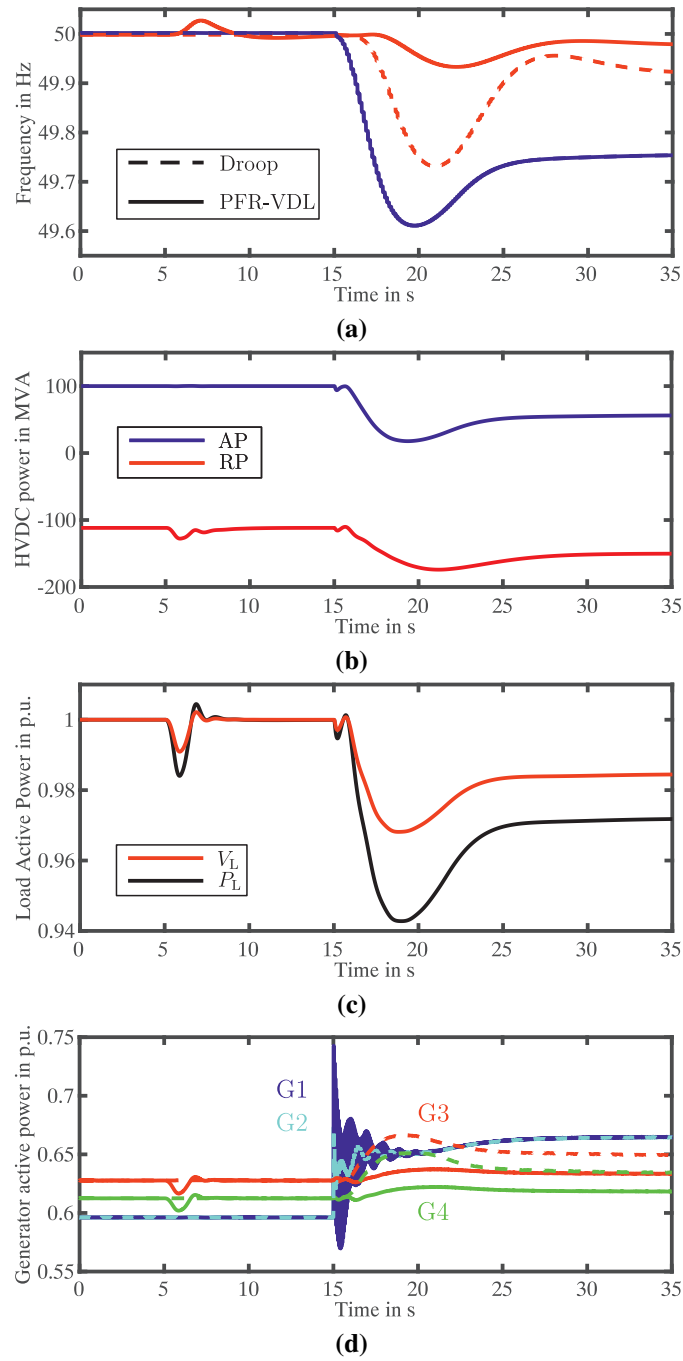 50
49.9
49.8
49.7
49.6
Frequency in Hz
Droop
PFR-VDL
0 5 10 15 20 25 30 35
Time in s
(a)
100
0
-100
-200
HVDC power in MVA
AP
RP
0 5 10 15 20 25 30 35
Time in s
(b)
1
0.98
0.96
0.94
Load Active Power in p.u.
V_L
P_L
0 5 10 15 20 25 30 35
Time in s
(c)
0.75
0.7
0.65
0.6
0.55
Generator active power in p.u.
G1
G2
G3
G4
0 5 10 15 20 25 30 35
Time in s
(d)